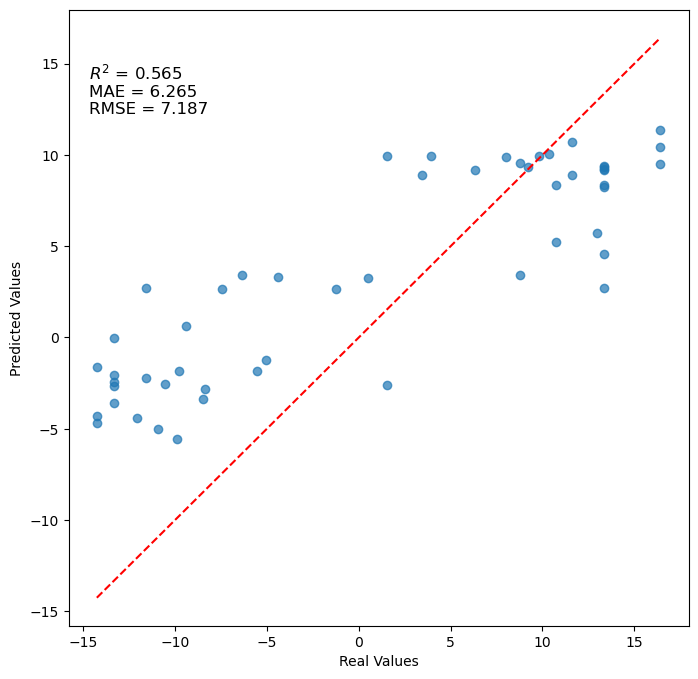 R² = 0.565
MAE = 6.265
RMSE = 7.187
15
10
5
0
−5
−10
−15
Predicted Values
−15 −10 −5 0 5 10 15
Real Values